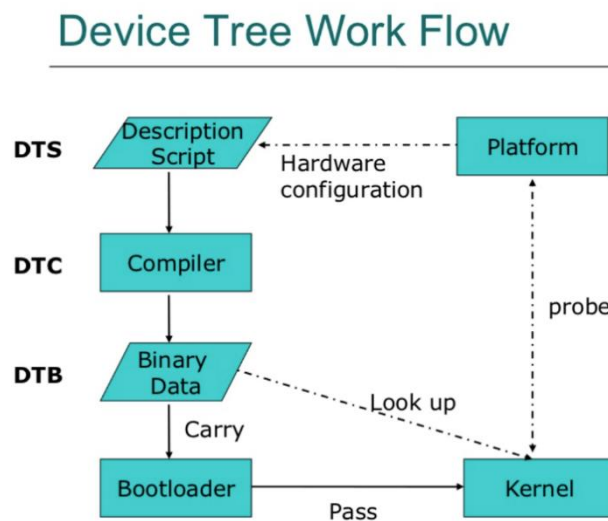 Device Tree Work Flow
DTS
Description
Script
Hardware
configuration
Platform
DTC
Compiler
probe
DTB
Binary
Data
Look up
Carry
Bootloader
Pass
Kernel